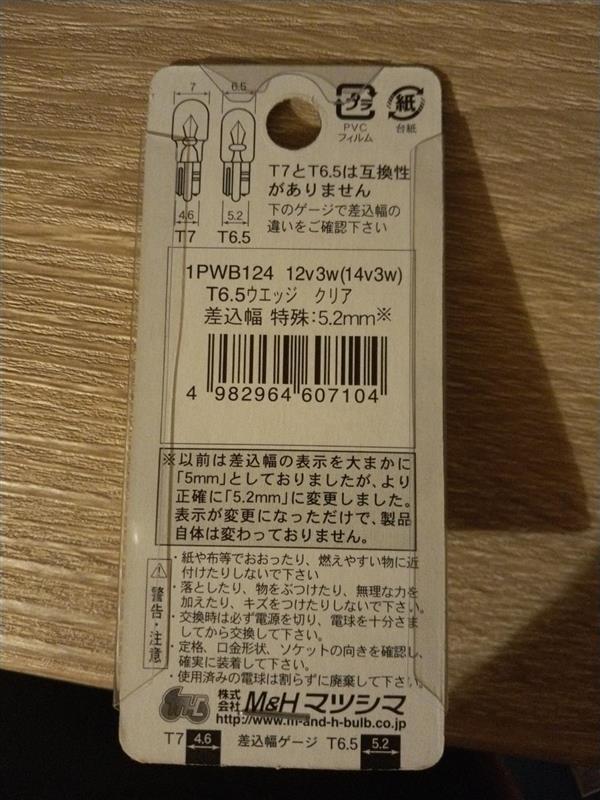 7 6.5
プラ 紙
PVC 台紙
フィルム
T7とT6.5は互換性
がありません
下のゲージで差込幅の
違いをご確認下さい
4.6 5.2
T7 T6.5
1PWB124 12v3w(14v3w)
T6.5ウエッジ クリア
差込幅 特殊:5.2mm※
4 982964 607104
※以前は差込幅の表示を大まかに
「5mm」としておりましたが、より
正確に「5.2mm」に変更しました。
表示が変更になっただけで、製品
自体は変わっておりません。
警告・注意
・紙や布等でおおったり、燃えやすい物に近
付けたりしないで下さい
・落としたり、物をぶつけたり、無理な力を
加えたり、キズをつけたりしないで下さい。
・交換時は必ず電源を切り、電球を十分さま
してから交換して下さい。
・定格、口金形状、ソケットの向きを確認し、
確実に装着して下さい。
・使用済みの電球は割らずに廃棄して下さい。
株式会社 M&H マツシマ
http://www.m-and-h-bulb.co.jp
T7 4.6 差込幅ゲージ T6.5 5.2